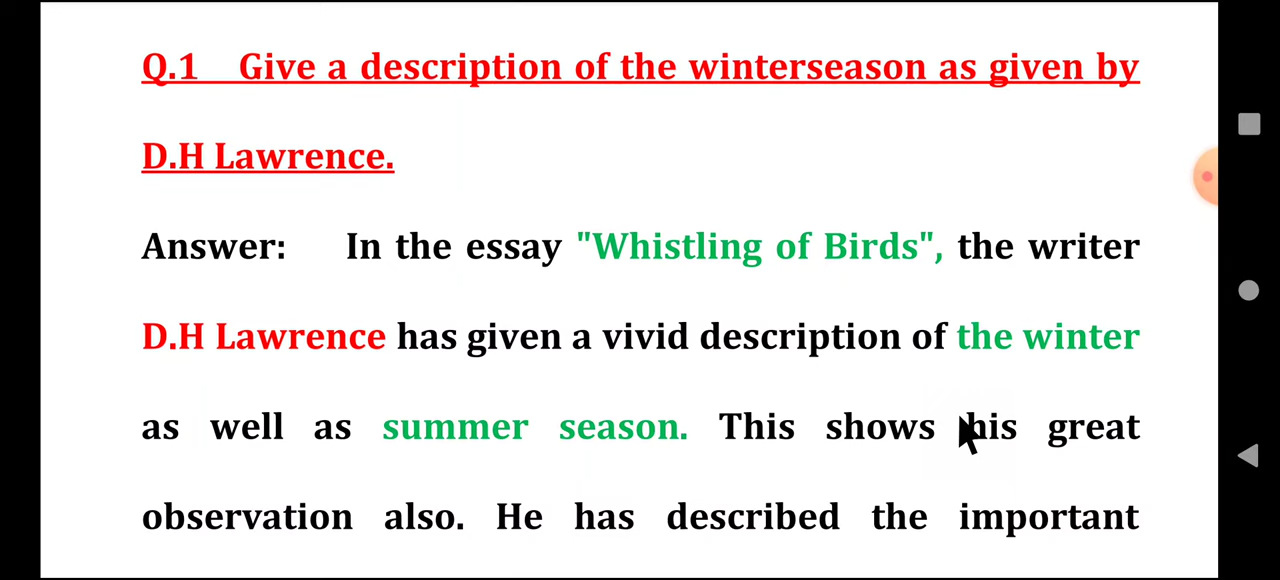 Q.1 Give a description of the winterseason as given by
D.H Lawrence.
Answer: In the essay "Whistling of Birds", the writer
D.H Lawrence has given a vivid description of the winter
as well as summer season. This shows his great
observation also. He has described the important